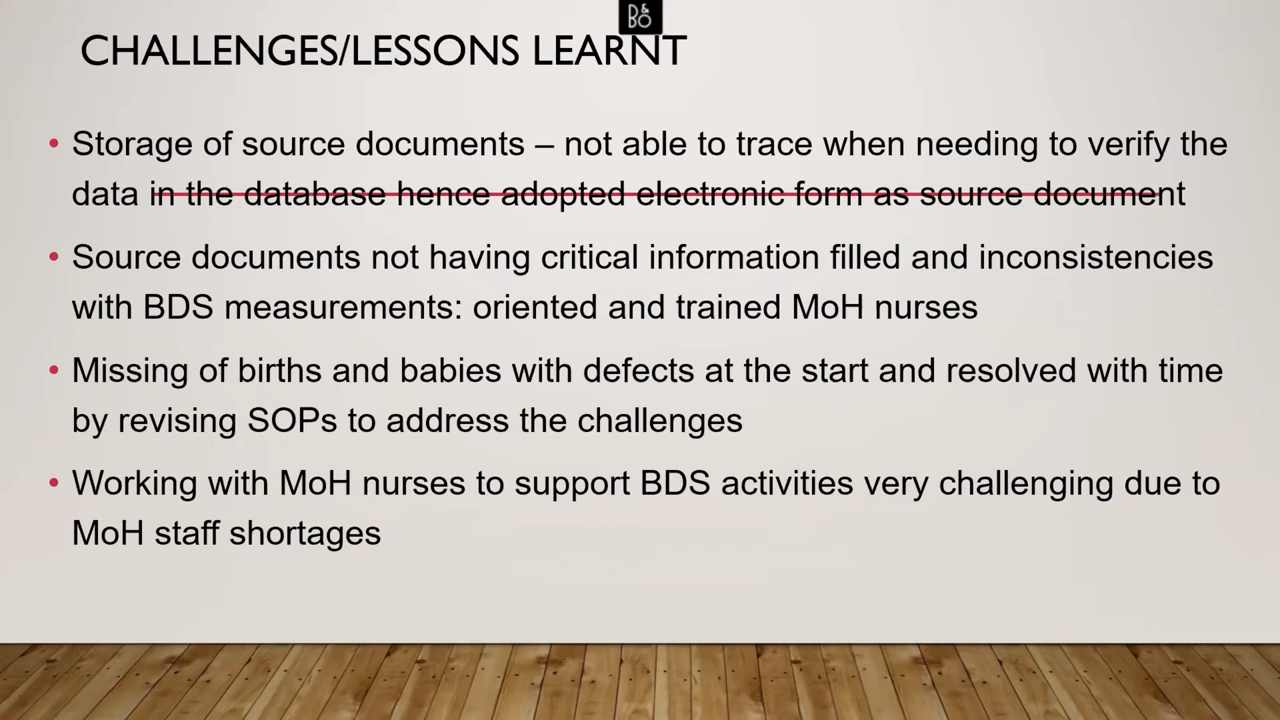 B&O
CHALLENGES/LESSONS LEARNT
• Storage of source documents – not able to trace when needing to verify the
data in the database hence adopted electronic form as source document
• Source documents not having critical information filled and inconsistencies
with BDS measurements: oriented and trained MoH nurses
• Missing of births and babies with defects at the start and resolved with time
by revising SOPs to address the challenges
• Working with MoH nurses to support BDS activities very challenging due to
MoH staff shortages